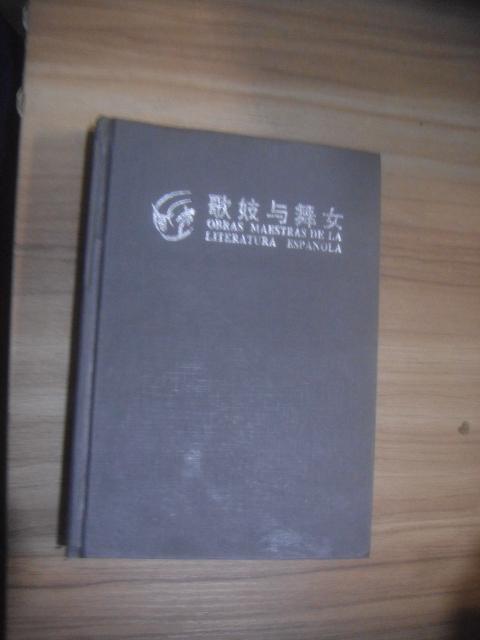 歌妓与舞女
OBRAS MAESTRAS DE LA
LITERATURA ESPANOLA